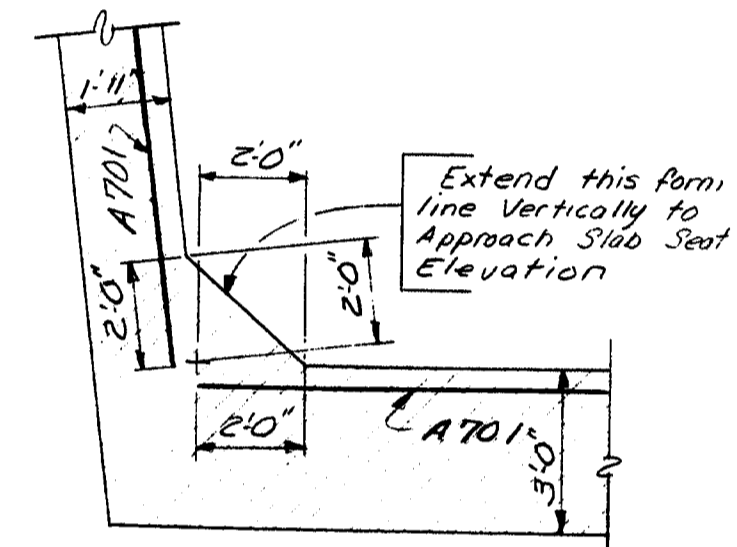 1'-11"
A701
2'-0"
Extend this form
line Vertically to
Approach Slab Seat
Elevation
2'-0"
2'-0"
2'-0"
A701
3'-0"